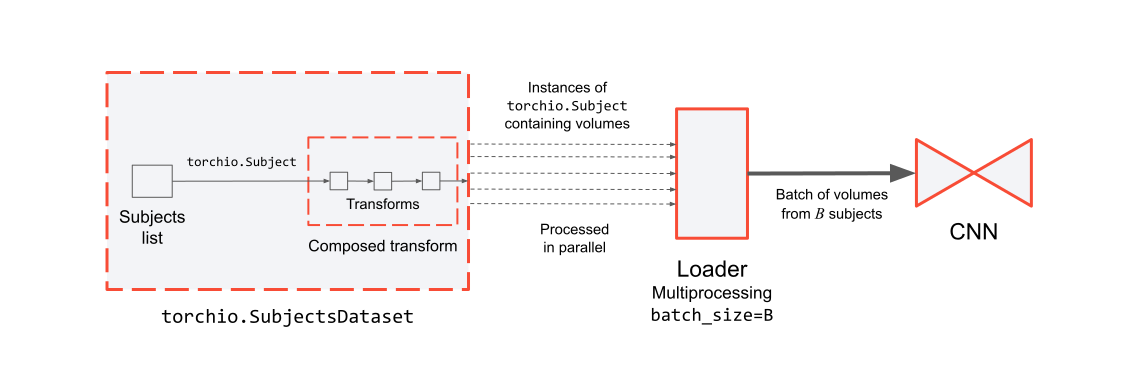 torchio.Subject
Subjects
list
Transforms
Composed transform
torchio.SubjectsDataset
Instances of
torchio.Subject
containing volumes
Processed
in parallel
Loader
Multiprocessing
batch_size=B
Batch of volumes
from B subjects
CNN